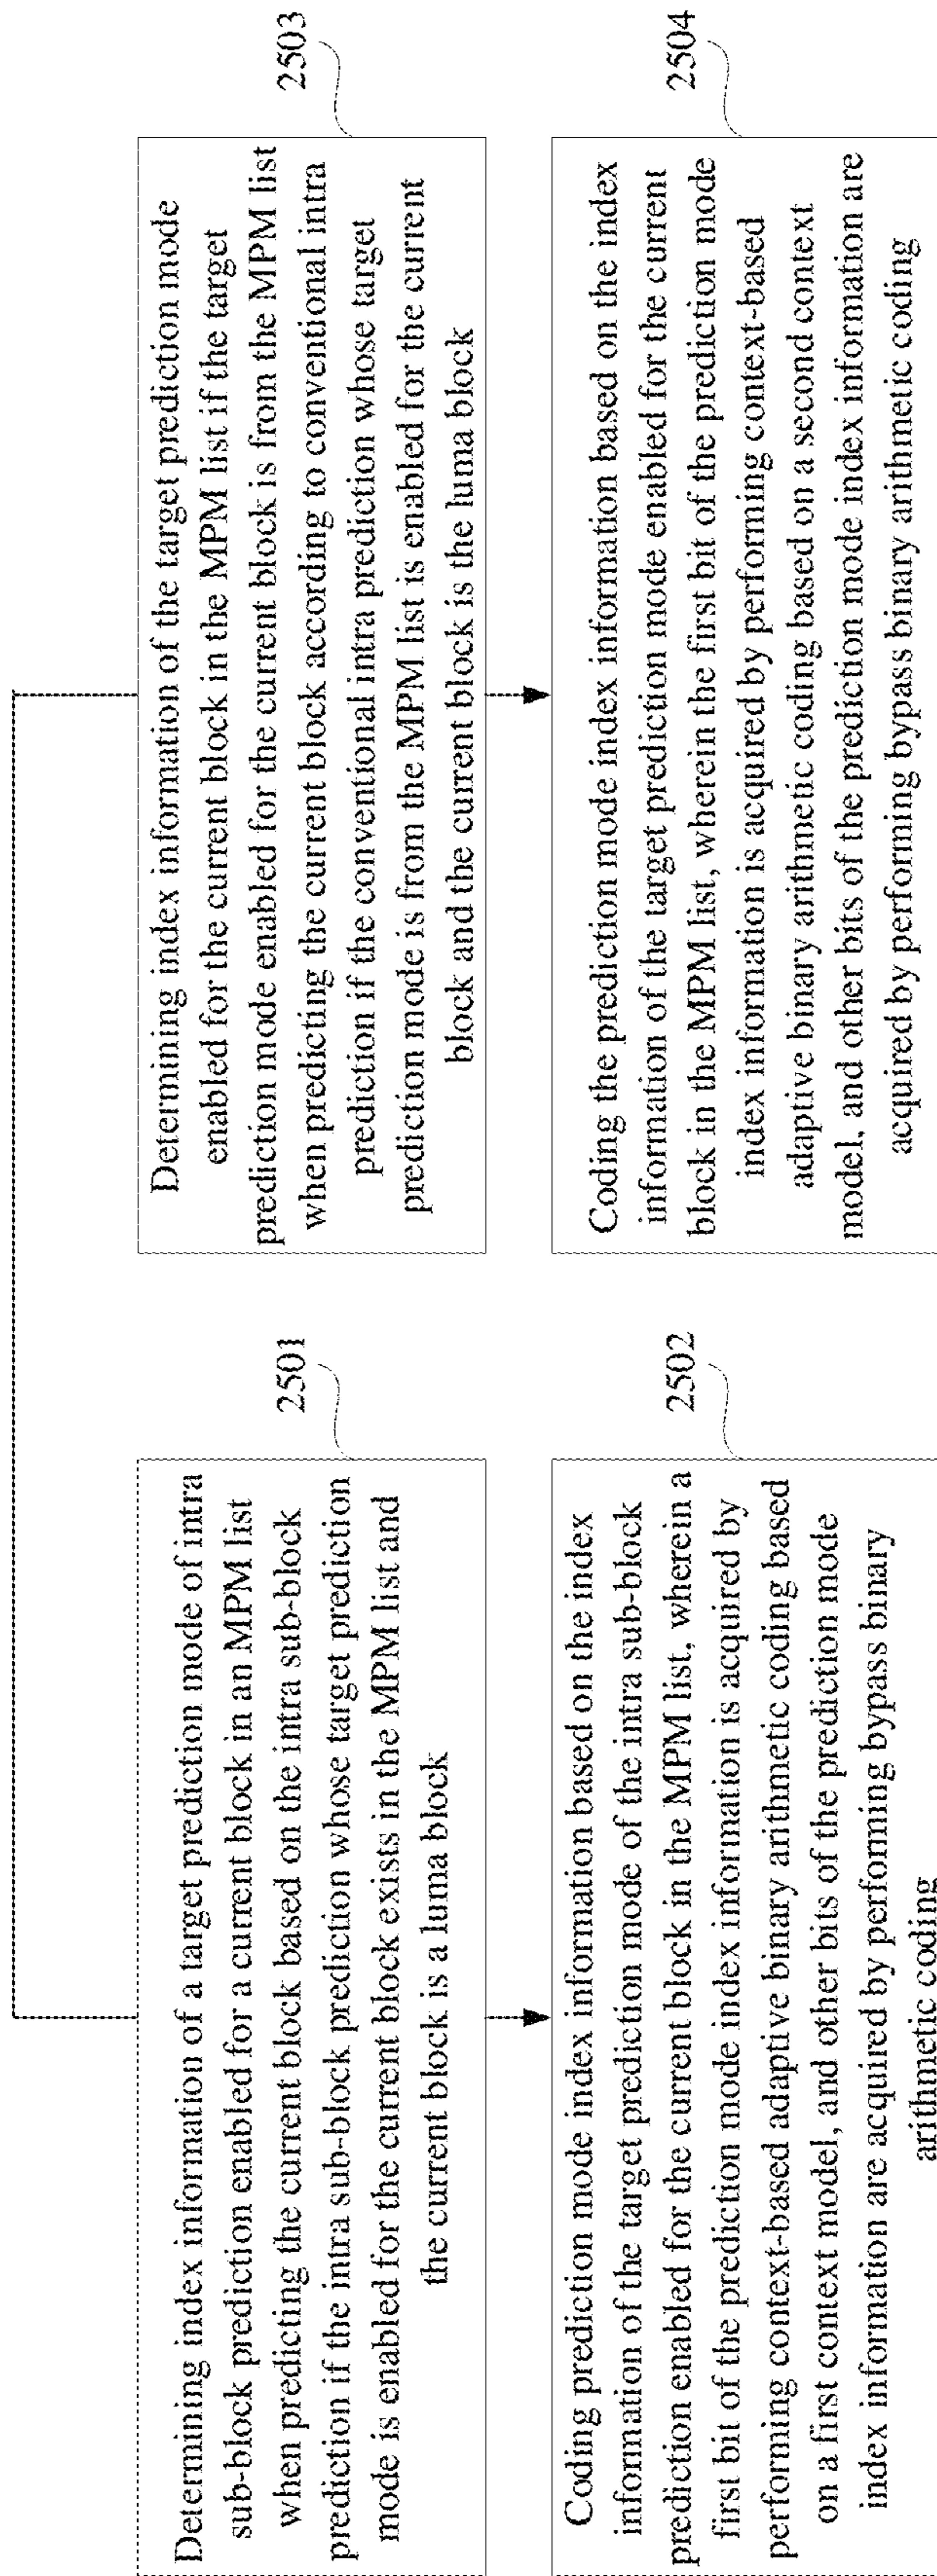 Determining index information of a target prediction mode of intra
sub-block prediction enabled for a current block in an MPM list
when predicting the current block based on the intra sub-block
prediction if the intra sub-block prediction whose target prediction
mode is enabled for the current block exists in the MPM list and
the current block is a luma block
2501
Coding prediction mode index information based on the index
information of the target prediction mode of the intra sub-block
prediction enabled for the current block in the MPM list, wherein a
first bit of the prediction mode index information is acquired by
performing context-based adaptive binary arithmetic coding based
on a first context model, and other bits of the prediction mode
index information are acquired by performing bypass binary
arithmetic coding
2502
Determining index information of the target prediction mode
enabled for the current block in the MPM list if the target
prediction mode enabled for the current block is from the MPM list
when predicting the current block according to conventional intra
prediction if the conventional intra prediction whose target
prediction mode is from the MPM list is enabled for the current
block and the current block is the luma block
2503
Coding the prediction mode index information based on the index
information of the target prediction mode enabled for the current
block in the MPM list, wherein the first bit of the prediction mode
index information is acquired by performing context-based
adaptive binary arithmetic coding based on a second context
model, and other bits of the prediction mode index information are
acquired by performing bypass binary arithmetic coding
2504